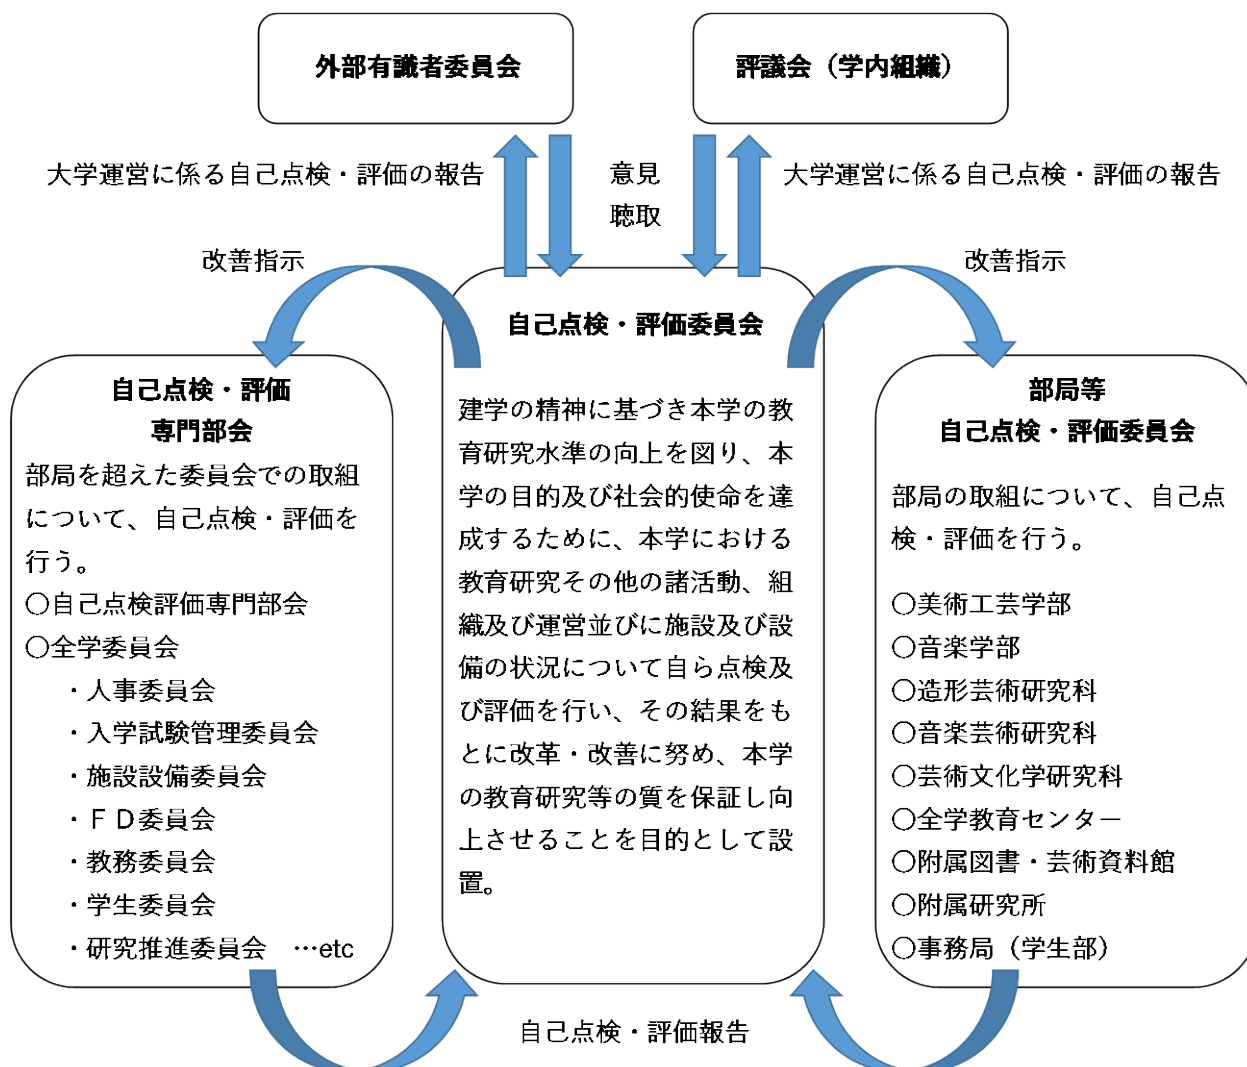 外部有識者委員会
評議会（学内組織）
大学運営に係る自己点検・評価の報告
意見
聴取
大学運営に係る自己点検・評価の報告
改善指示
改善指示
自己点検・評価
専門部会
部局を超えた委員会での取組
について、自己点検・評価を
行う。
〇自己点検評価専門部会
〇全学委員会
・人事委員会
・入学試験管理委員会
・施設設備委員会
・ＦＤ委員会
・教務委員会
・学生委員会
・研究推進委員会　…etc
自己点検・評価委員会
建学の精神に基づき本学の教
育研究水準の向上を図り、本
学の目的及び社会的使命を達
成するために、本学における
教育研究その他の諸活動、組
織及び運営並びに施設及び設
備の状況について自ら点検及
び評価を行い、その結果をも
とに改革・改善に努め、本学
の教育研究等の質を保証し向
上させることを目的として設
置。
部局等
自己点検・評価委員会
部局の取組について、自己点
検・評価を行う。
〇美術工芸学部
〇音楽学部
〇造形芸術研究科
〇音楽芸術研究科
〇芸術文化学研究科
〇全学教育センター
〇附属図書・芸術資料館
〇附属研究所
〇事務局（学生部）
自己点検・評価報告